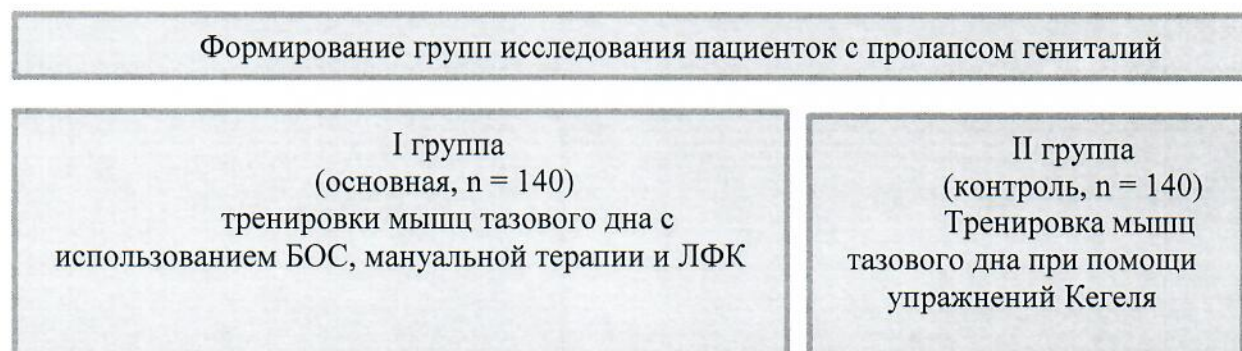 Формирование групп исследования пациенток с пролапсом гениталий
I группа
(основная, n = 140)
тренировки мышц тазового дна с
использованием БОС, мануальной терапии и ЛФК
II группа
(контроль, n = 140)
Тренировка мышц
тазового дна при помощи
упражнений Кегеля